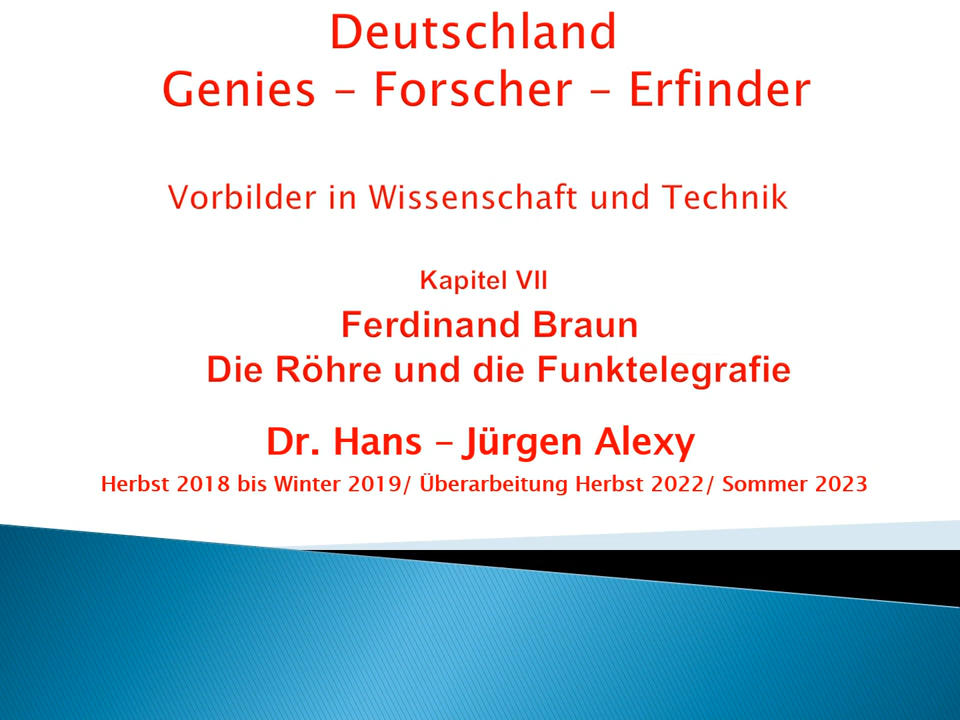 Deutschland
Genies – Forscher – Erfinder
Vorbilder in Wissenschaft und Technik
Kapitel VII
Ferdinand Braun
Die Röhre und die Funktelegrafie
Dr. Hans – Jürgen Alexy
Herbst 2018 bis Winter 2019/ Überarbeitung Herbst 2022/ Sommer 2023